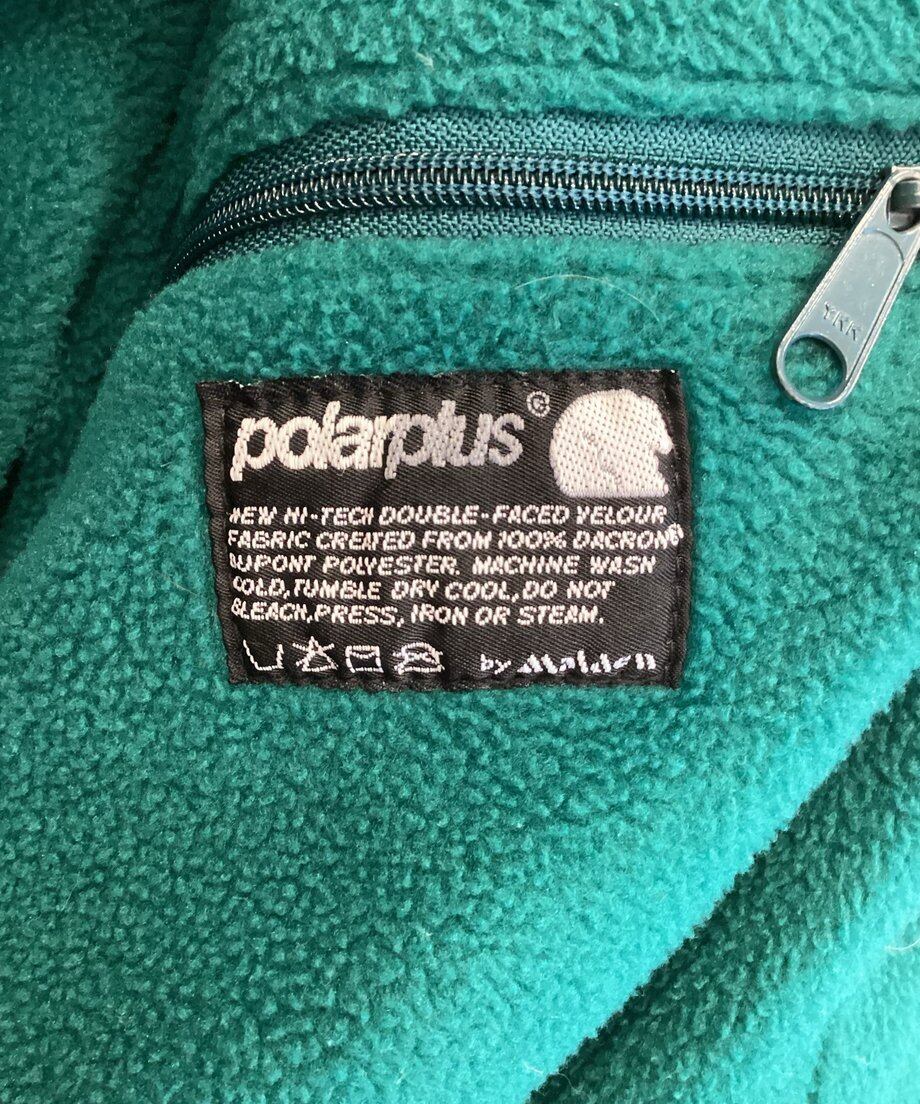 YKK
polarplus©
NEW HI-TECH DOUBLE-FACED VELOUR
FABRIC CREATED FROM 100% DACRON®
DUPONT POLYESTER. MACHINE WASH
COLD,TUMBLE DRY COOL,DO NOT
BLEACH,PRESS, IRON OR STEAM.
by Malden